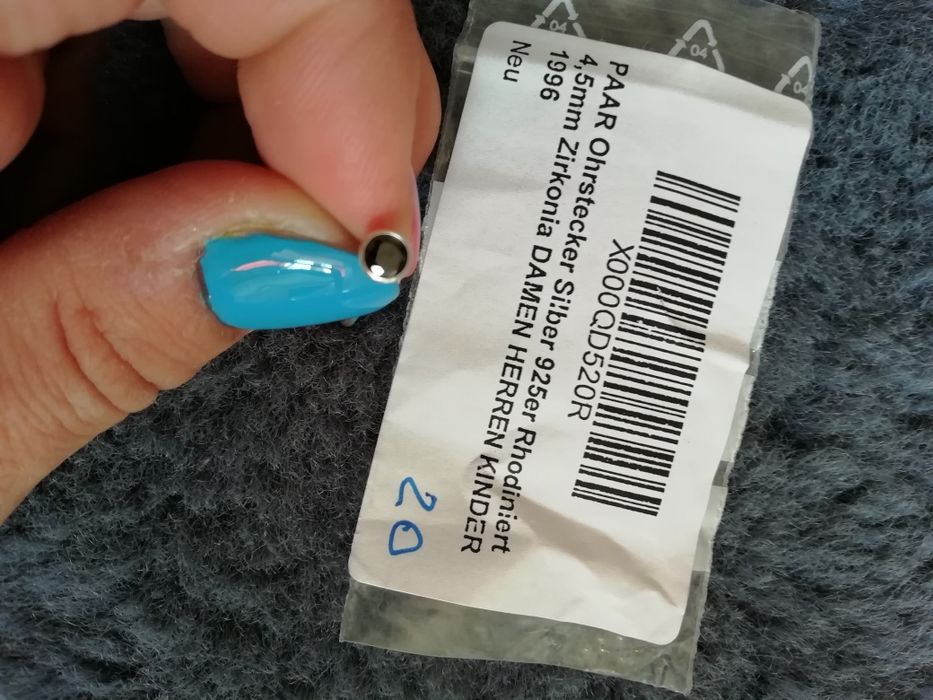 X000QD520R
PAAR Ohrstecker Silber 925er Rhodiniert
4,5mm Zirkonia DAMEN HERREN KINDER
1996
Neu
20